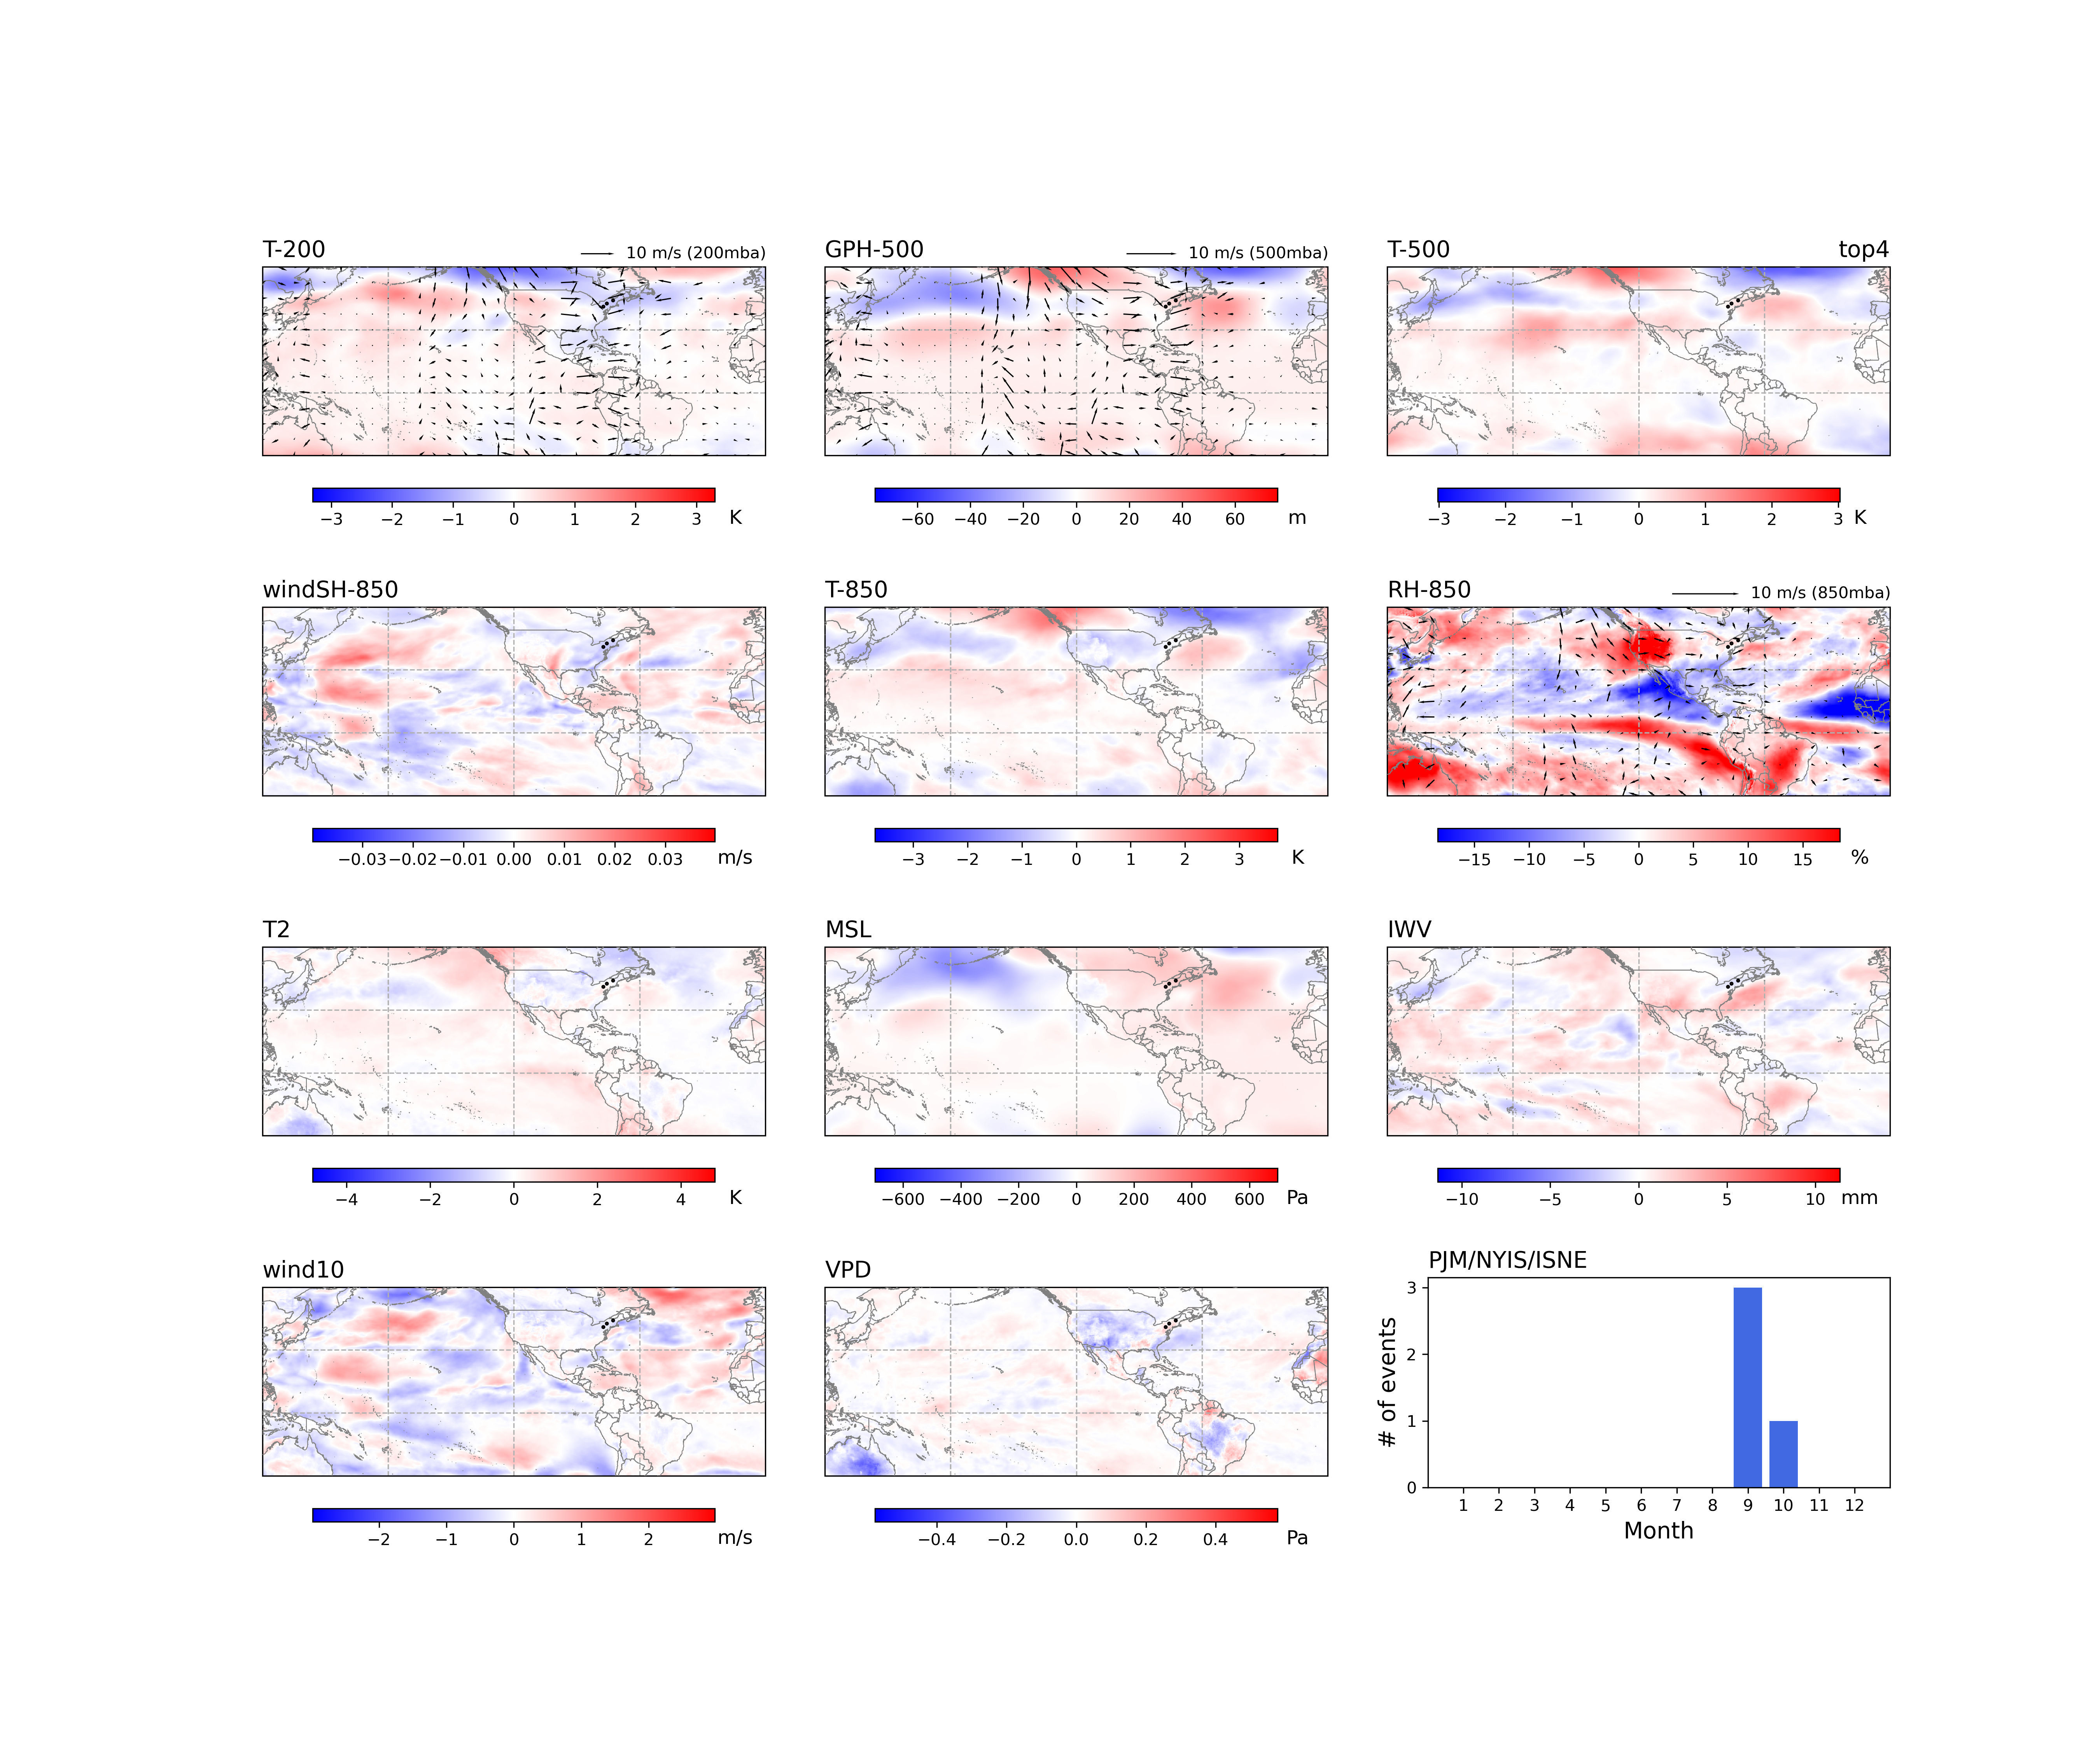 T-200 10 m/s (200mba)
GPH-500 10 m/s (500mba)
T-500 top4
−3 −2 −1 0 1 2 3 K
−60 −40 −20 0 20 40 60 m
−3 −2 −1 0 1 2 3 K
windSH-850
T-850
RH-850 10 m/s (850mba)
−0.03 −0.02 −0.01 0.00 0.01 0.02 0.03 m/s
−3 −2 −1 0 1 2 3 K
−15 −10 −5 0 5 10 15 %
T2
MSL
IWV
−4 −2 0 2 4 K
−600 −400 −200 0 200 400 600 Pa
−10 −5 0 5 10 mm
wind10
VPD
PJM/NYIS/ISNE
−2 −1 0 1 2 m/s
−0.4 −0.2 0.0 0.2 0.4 Pa
# of events
3
2
1
0
1 2 3 4 5 6 7 8 9 10 11 12
Month